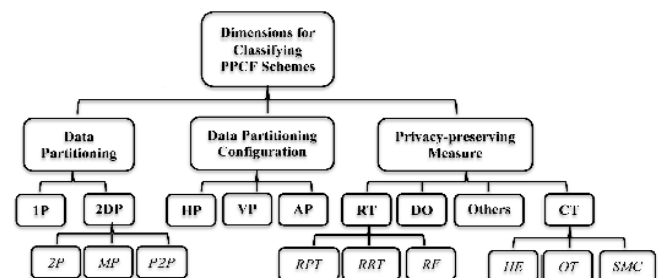 Dimensions for
Classifying
PPCF Schemes
Data
Partitioning
Data Partitioning
Configuration
Privacy-preserving
Measure
1P
2DP
HP
VP
AP
RT
DO
Others
CT
2P
MP
P2P
RPT
RRT
RF
HE
OT
SMC